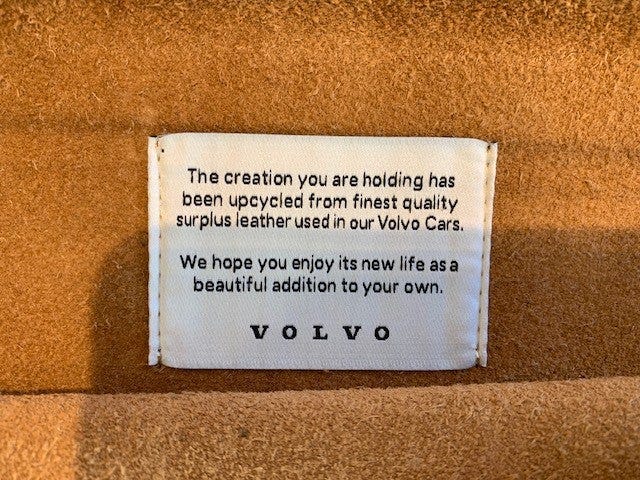 The creation you are holding has
been upcycled from finest quality
surplus leather used in our Volvo Cars.
We hope you enjoy its new life as a
beautiful addition to your own.
VOLVO